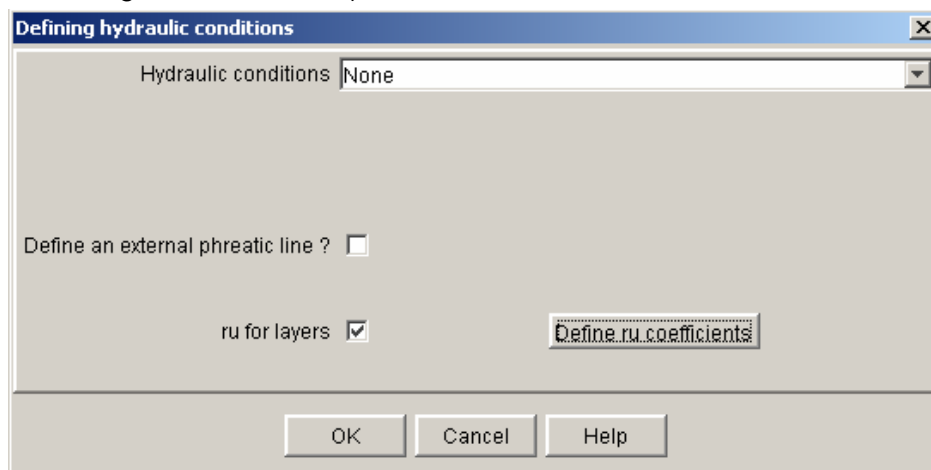 Defining hydraulic conditions
Hydraulic conditions None
Define an external phreatic line ?
ru for layers Define ru coefficients
OK Cancel Help